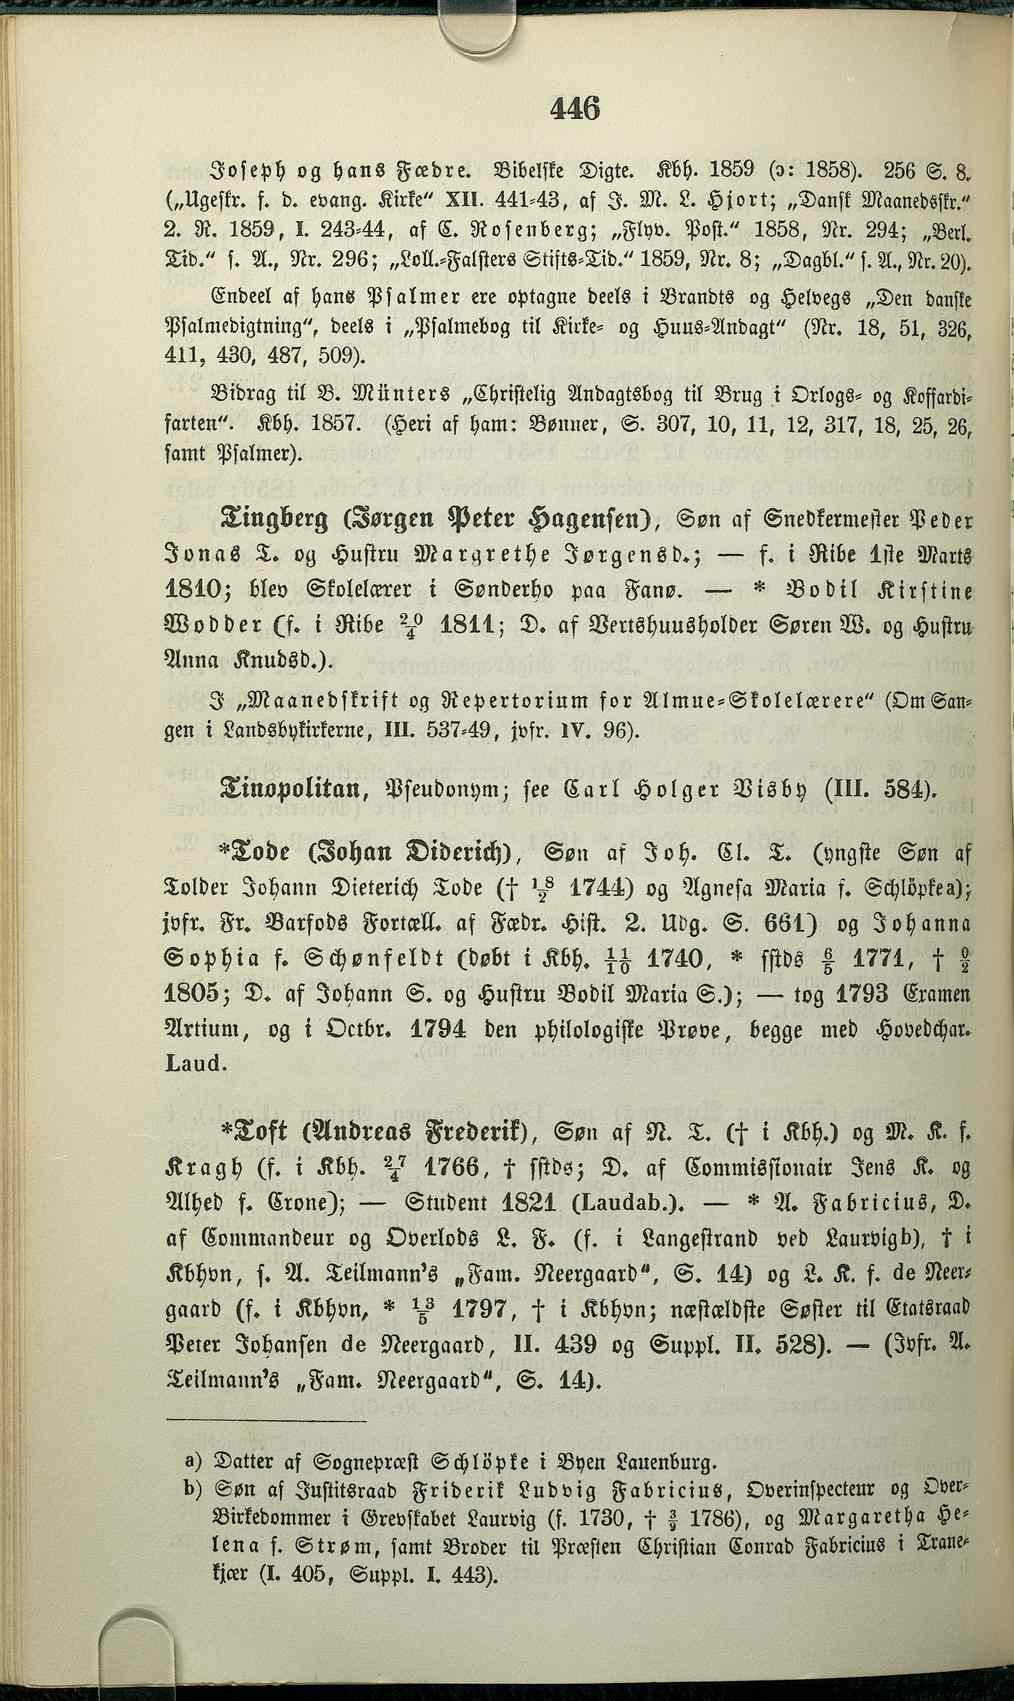 446
Joseph og hans Fædre. Bibelske Digte. Kbh. 1859 (ɔ: 1858). 256 S. 8.
(„Ugeskr. f. d. evang. Kirke“ XII. 441-43, af J. M. L. Hjort; „Dansk Maanedsskr.“
2. R. 1859, I. 243-44, af C. Rosenberg; „Flyv. Post.“ 1858, Nr. 294; „Berl.
Tid.“ s. A., Nr. 296; „Loll.-Falsters Stifts-Tid.“ 1859, Nr. 8; „Dagbl.“ s. A., Nr. 20).
Endeel af hans Psalmer ere optagne deels i Brandts og Helvegs „Den danske
Psalmedigtning“, deels i „Psalmebog til Kirke- og Huus-Andagt“ (Nr. 18, 51, 326,
411, 430, 487, 509).
Bidrag til B. Münters „Christelig Andagtsbog til Brug i Orlogs- og Koffardi-
farten“. Kbh. 1857. (Heri af ham: Bønner, S. 307, 10, 11, 12, 317, 18, 25, 26,
samt Psalmer).
Tingberg (Jørgen Peter Hagensen), Søn af Snedkermester Peder
Jonas T. og Hustru Margrethe Jørgensd.; — f. i Ribe 1ste Marts
1810; blev Skolelærer i Sønderho paa Fanø. — * Bodil Kirstine
Wodder (f. i Ribe 20/4 1811; D. af Vertshuusholder Søren W. og Hustru
Anna Knudsd.).
I „Maanedskrift og Repertorium for Almue-Skolelærere“ (Om San-
gen i Landsbykirkerne, III. 537-49, jvfr. IV. 96).
Tinopolitan, Pseudonym; see Carl Holger Visby (III. 584).
*Tode (Johan Diderich), Søn af Joh. Cl. T. (yngste Søn af
Tolder Johann Dieterich Tode († 18/2 1744) og Agnesa Maria f. Schlöpke a);
jvfr. Fr. Barfods Fortæll. af Fædr. Hist. 2. Udg. S. 661) og Johanna
Sophia f. Schønfeldt (døbt i Kbh. 11/10 1740, * sstds 6/5 1771, † 9/2
1805; D. af Johann S. og Hustru Bodil Maria S.); — tog 1793 Examen
Artium, og i Octbr. 1794 den philologiske Prøve, begge med Hovedchar.
Laud.
*Toft (Andreas Frederik), Søn af N. T. († i Kbh.) og M. K. f.
Kragh (f. i Kbh. 27/4 1766, † sstds; D. af Commissionair Jens K. og
Alhed f. Crone); — Student 1821 (Laudab.). — * A. Fabricius, D.
af Commandeur og Overlods L. F. (f. i Langestrand ved Laurvig b), † i
Kbhvn, s. A. Teilmann's „Fam. Neergaard“, S. 14) og L. K. f. de Neer-
gaard (f. i Kbhvn, * 13/5 1797, † i Kbhvn; næstældste Søster til Etatsraad
Peter Johansen de Neergaard, II. 439 og Suppl. II. 528). — (Jvfr. A.
Teilmann's „Fam. Neergaard“, S. 14).
a) Datter af Sognepræst Schlöpke i Byen Lauenburg.
b) Søn af Justitsraad Friderik Ludvig Fabricius, Overinspecteur og Over-
Birkedommer i Grevskabet Laurvig (f. 1730, † 3/9 1786), og Margaretha He-
lena f. Strøm, samt Broder til Præsten Christian Conrad Fabricius i Trane-
kjær (I. 405, Suppl. I. 443).